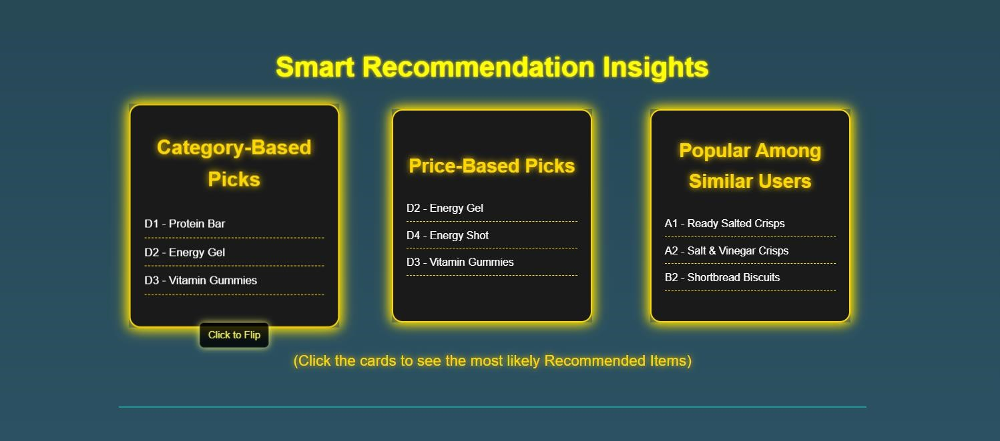 Smart Recommendation Insights
Category-Based
Picks
D1 - Protein Bar
D2 - Energy Gel
D3 - Vitamin Gummies
Click to Flip
Price-Based Picks
D2 - Energy Gel
D4 - Energy Shot
D3 - Vitamin Gummies
Popular Among
Similar Users
A1 - Ready Salted Crisps
A2 - Salt & Vinegar Crisps
B2 - Shortbread Biscuits
(Click the cards to see the most likely Recommended Items)